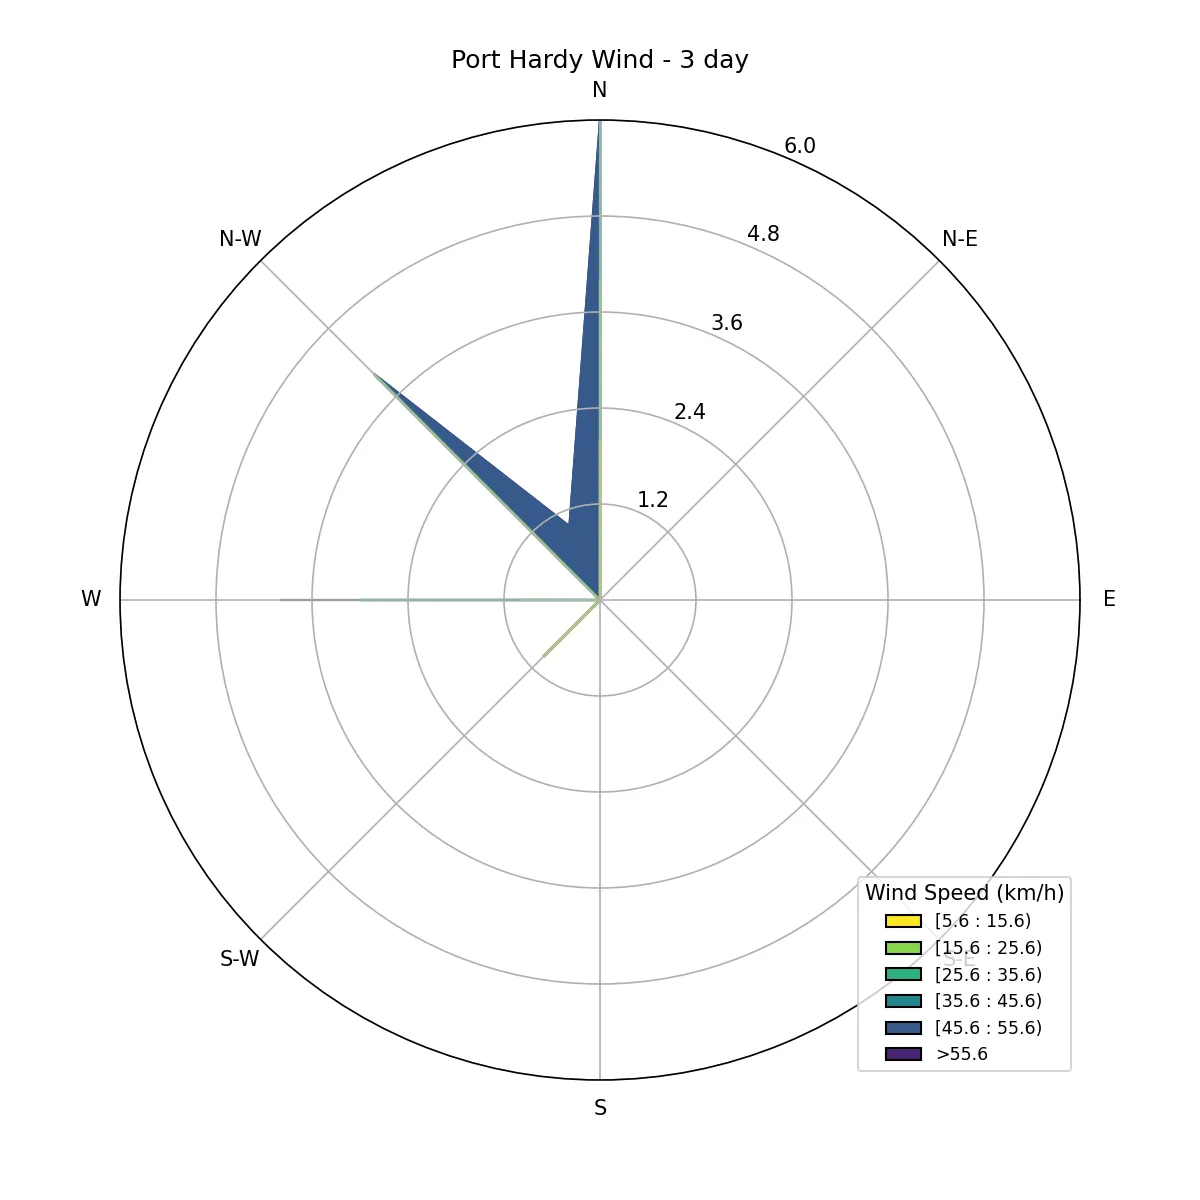 Port Hardy Wind - 3 day
N
6.0
N-W
4.8
N-E
3.6
2.4
1.2
W
E
S-W
S-E
S
Wind Speed (km/h)
[5.6 : 15.6)
[15.6 : 25.6)
[25.6 : 35.6)
[35.6 : 45.6)
[45.6 : 55.6)
>55.6